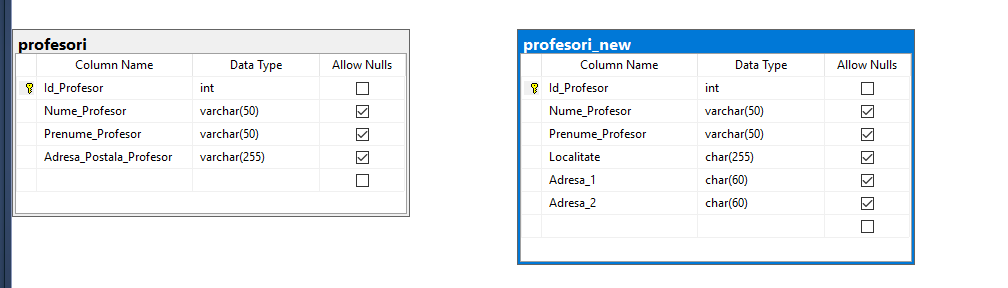 profesori
Column Name Data Type Allow Nulls
Id_Profesor int
Nume_Profesor varchar(50)
Prenume_Profesor varchar(50)
Adresa_Postala_Profesor varchar(255)
profesori_new
Column Name Data Type Allow Nulls
Id_Profesor int
Nume_Profesor varchar(50)
Prenume_Profesor varchar(50)
Localitate char(255)
Adresa_1 char(60)
Adresa_2 char(60)